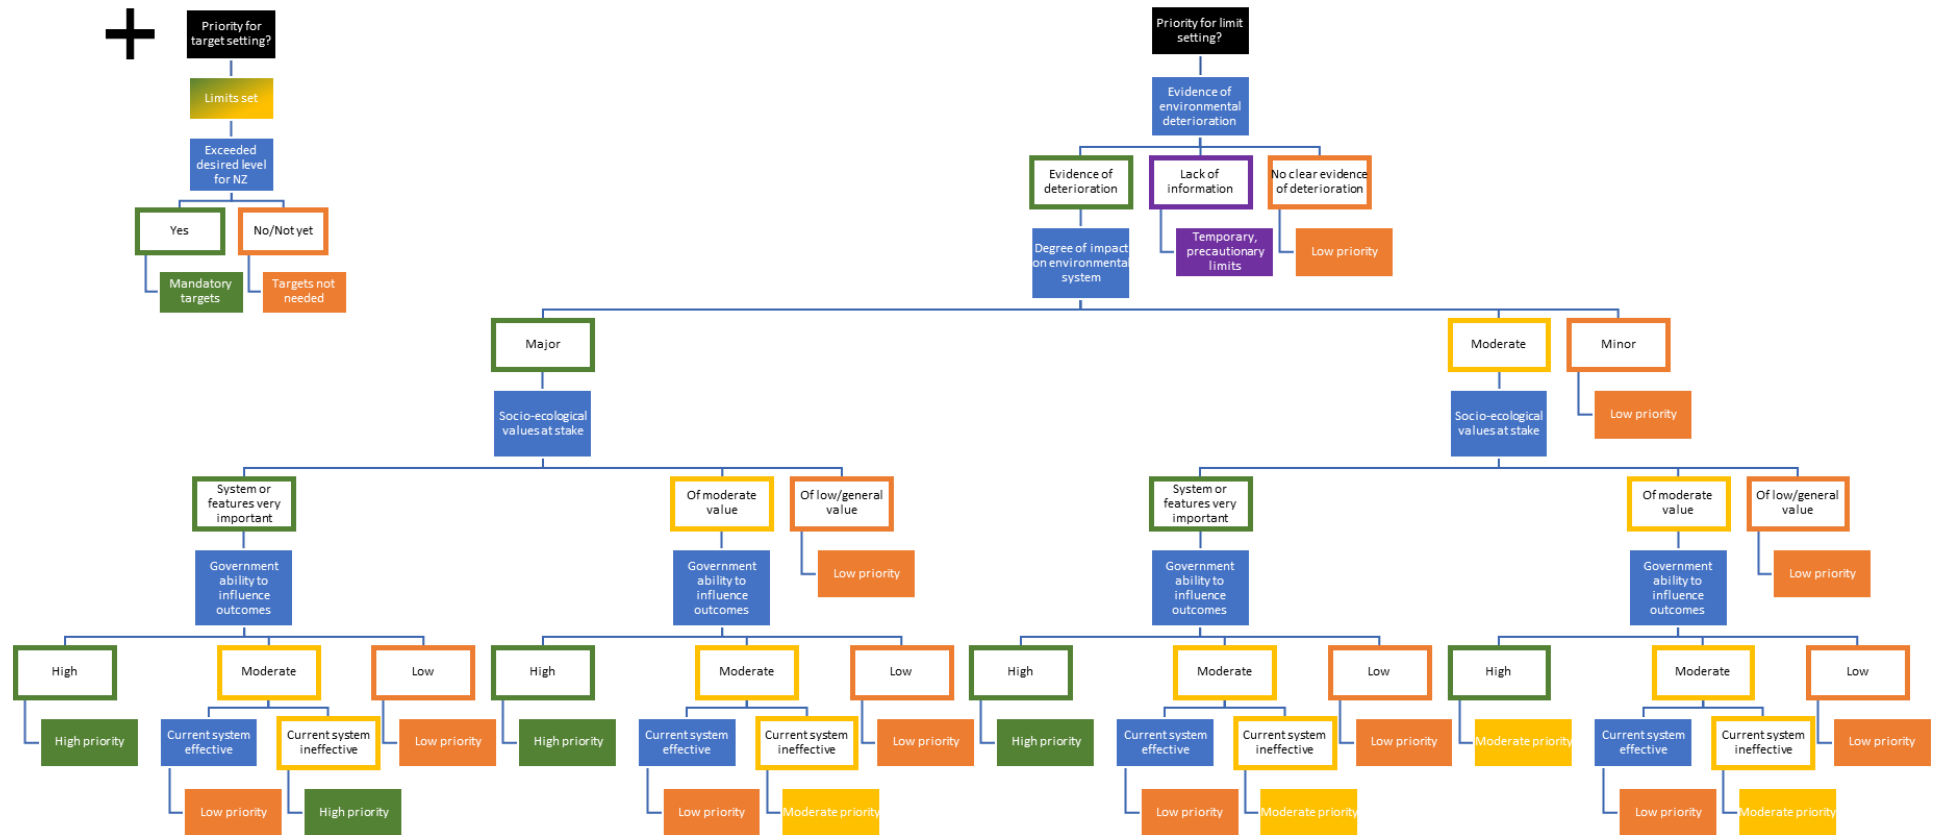 Priority for
target setting?
Limits set
Exceeded
desired level
for NZ
Yes
No/Not yet
Mandatory
targets
Targets not
needed
Priority for limit
setting?
Evidence of
environmental
deterioration
Evidence of
deterioration
Lack of
information
No clear evidence
of deterioration
Degree of impact
on environmental
system
Temporary,
precautionary
limits
Low priority
Major
Moderate
Minor
Socio-ecological
values at stake
Socio-ecological
values at stake
Low priority
System or
features very
important
Of moderate
value
Of low/general
value
System or
features very
important
Of moderate
value
Of low/general
value
Government
ability to
influence
outcomes
Government
ability to
influence
outcomes
Low priority
Government
ability to
influence
outcomes
Government
ability to
influence
outcomes
Low priority
High
Moderate
Low
High
Moderate
Low
High
Moderate
Low
High
Moderate
Low
High priority
Current system
effective
Current system
ineffective
Low priority
High priority
Current system
effective
Current system
ineffective
Low priority
High priority
Current system
effective
Current system
ineffective
Low priority
Moderate priority
Current system
effective
Current system
ineffective
Low priority
Low priority
High priority
Low priority
Moderate priority
Low priority
Moderate priority
Low priority
Moderate priority